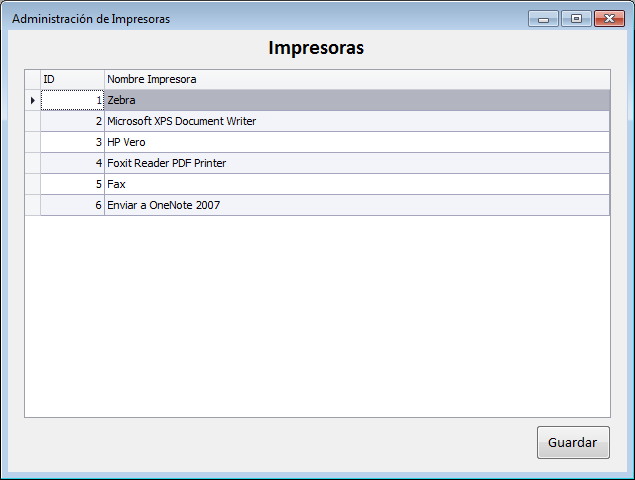 Administración de Impresoras
Impresoras
ID Nombre Impresora
1 Zebra
2 Microsoft XPS Document Writer
3 HP Vero
4 Foxit Reader PDF Printer
5 Fax
6 Enviar a OneNote 2007
Guardar